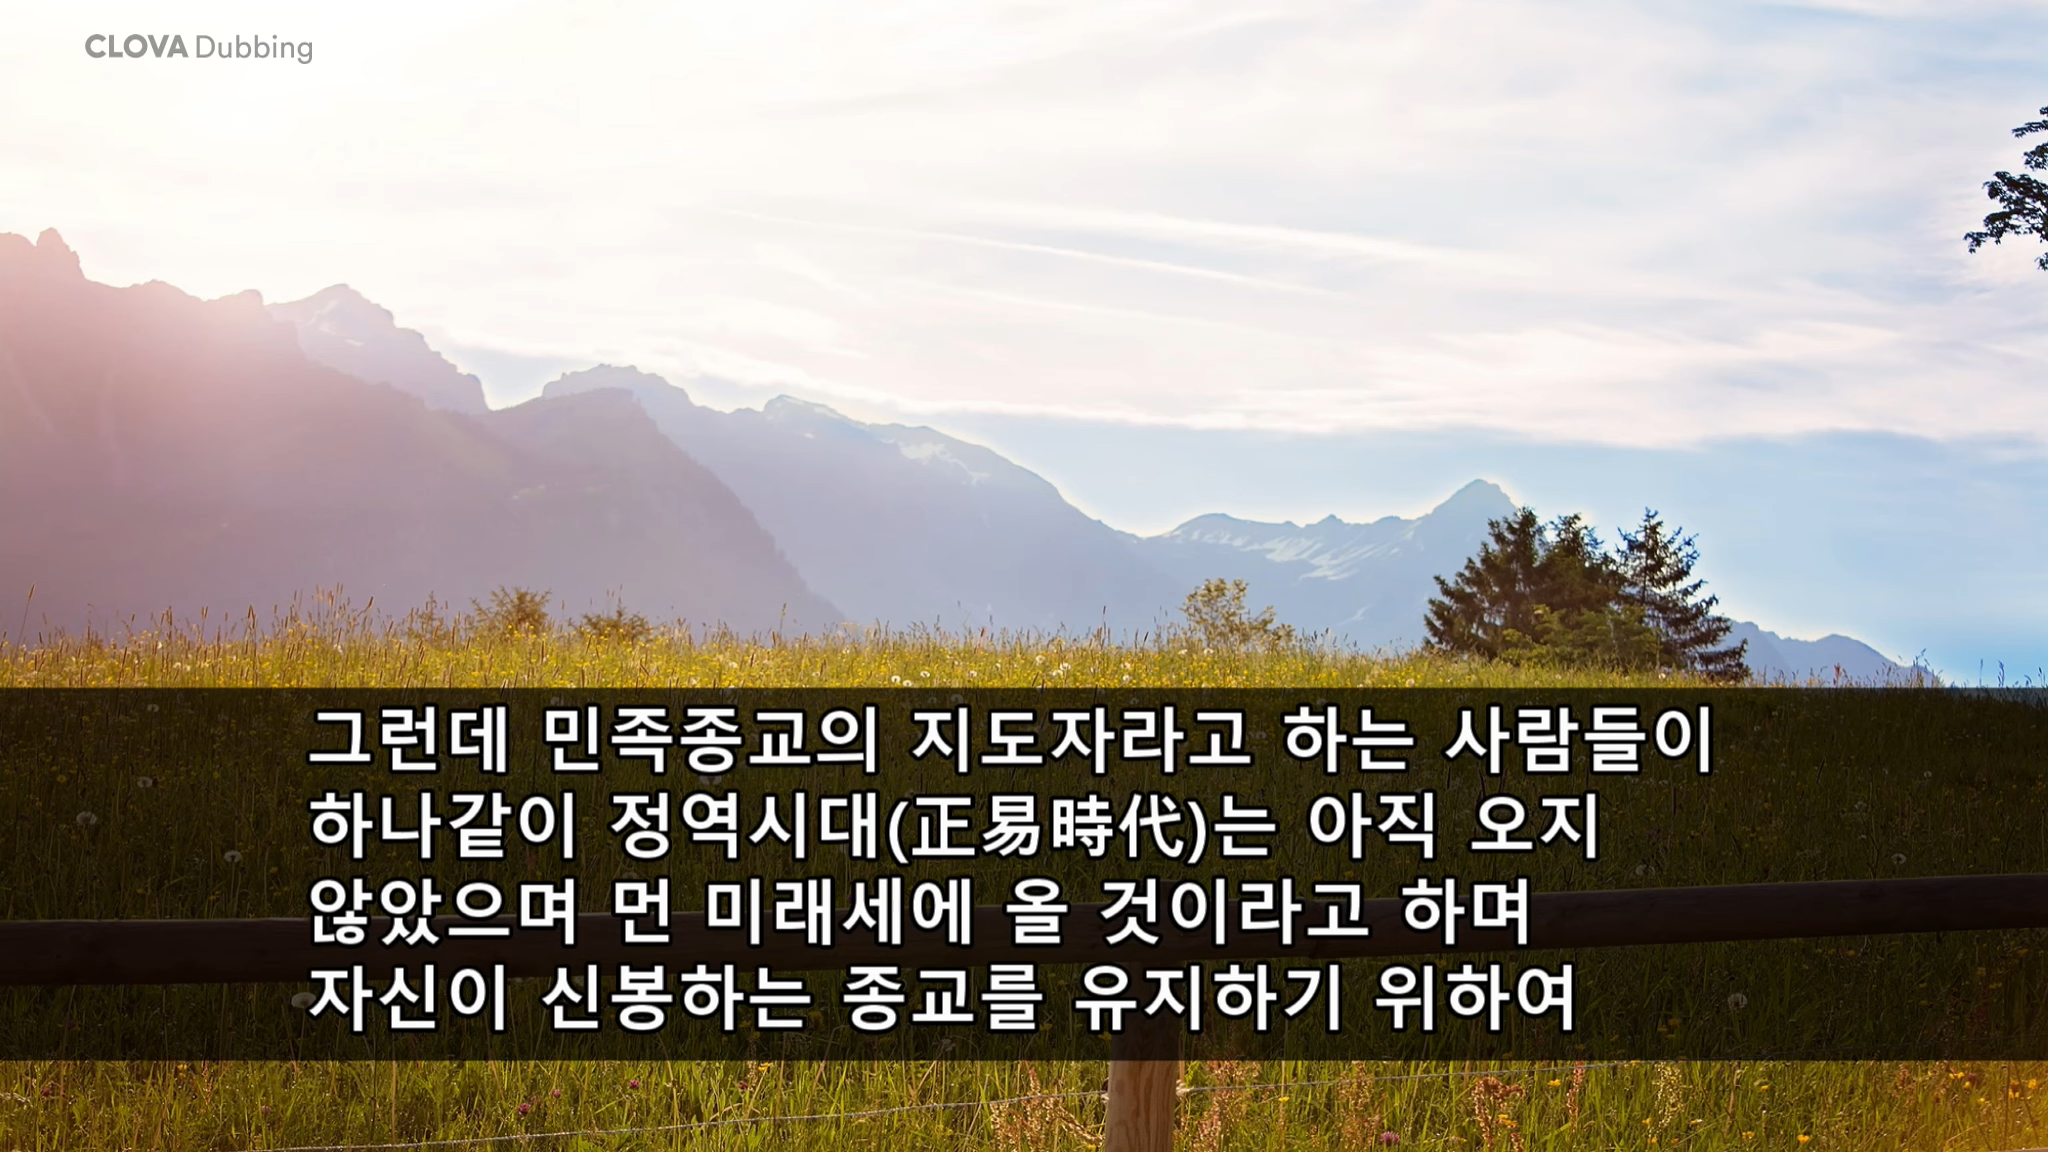 CLOVA Dubbing
그런데 민족종교의 지도자라고 하는 사람들이
하나같이 정역시대(正易時代)는 아직 오지
않았으며 먼 미래세에 올 것이라고 하며
자신이 신봉하는 종교를 유지하기 위하여